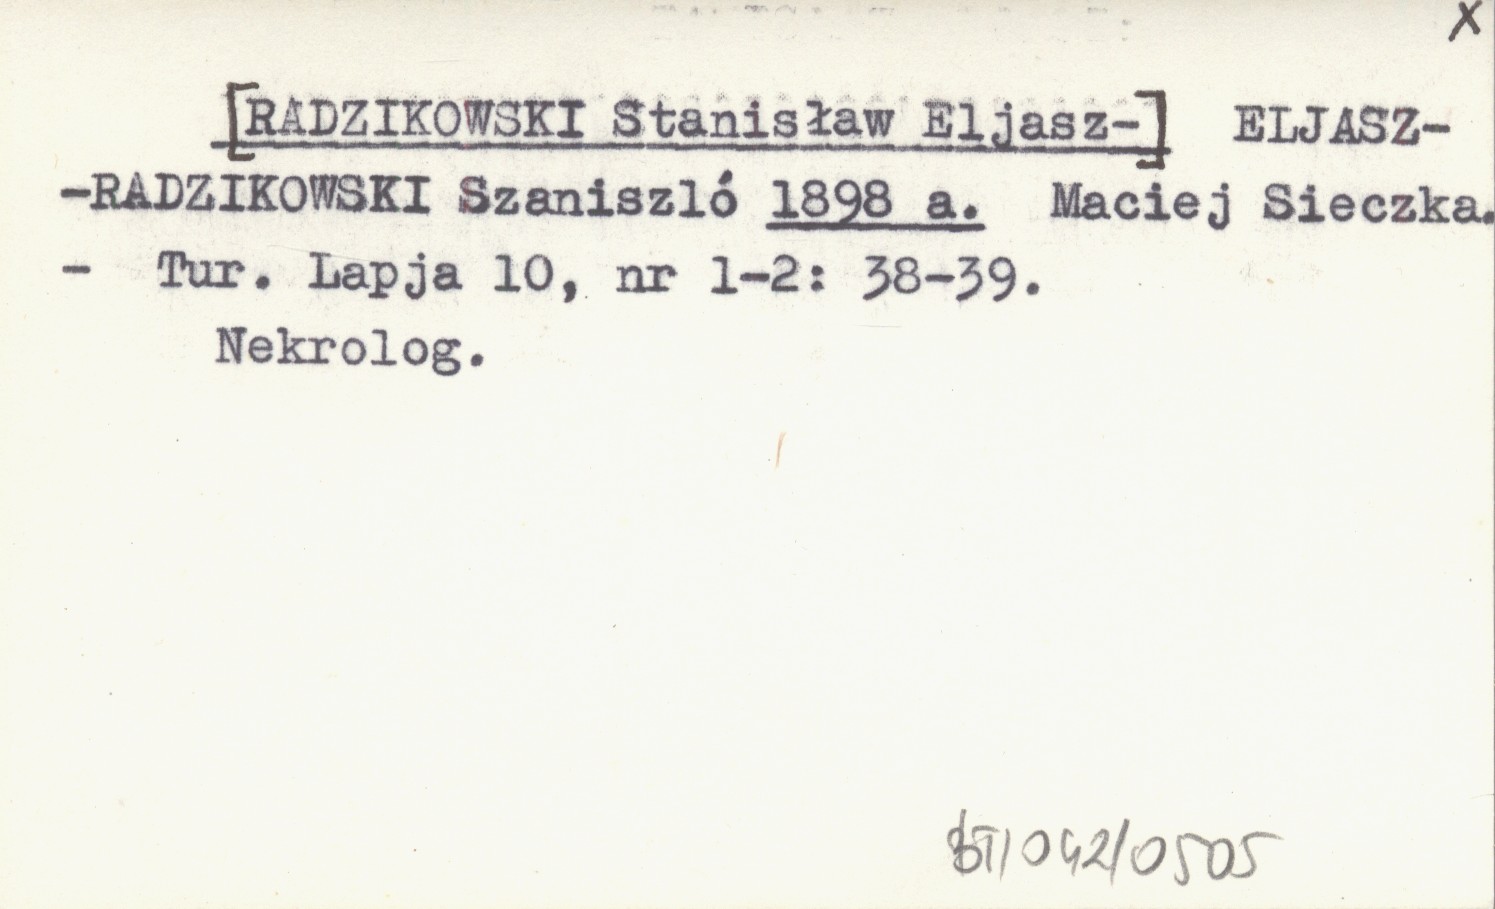 x
[RADZIKOWSKI Stanisław Eljasz-] ELJASZ-
-RADZIKOWSKI Szaniszló 1898 a. Maciej Sieczka.
- Tur. Lapja 10, nr 1-2: 38-39.
Nekrolog.
BT/042/0505